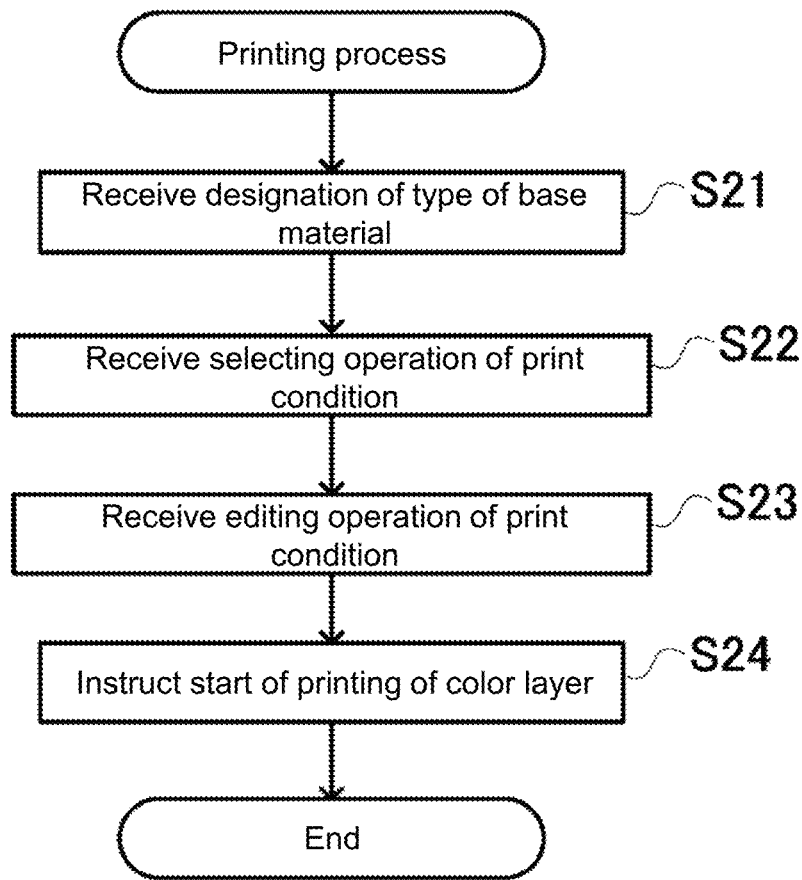 Printing process
Receive designation of type of base
material
S21
Receive selecting operation of print
condition
S22
Receive editing operation of print
condition
S23
Instruct start of printing of color layer
S24
End